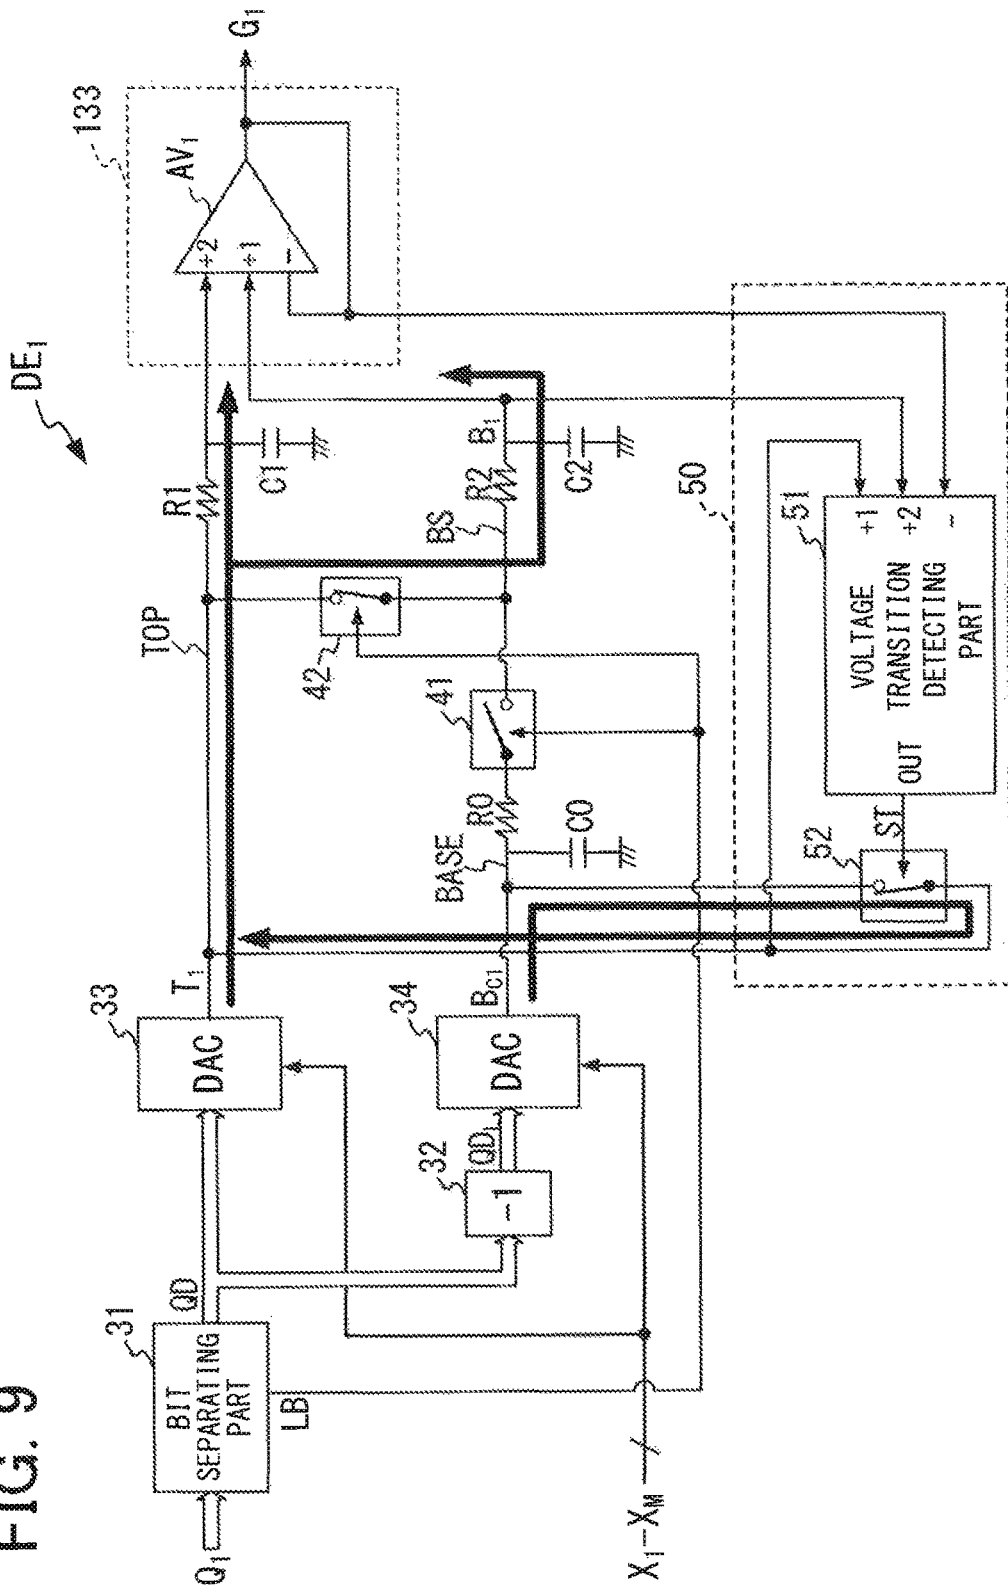 FIG. 9
DE₁
Q₁
31
BIT
SEPARATING
PART
QD
LB
33
DAC
T₁
TOP
R1
C1
133
AV₁
+2
+1
−
G₁
32
-1
QD₁
34
DAC
B_C1
BASE
C0
R0
41
42
BS
R2
B₁
C2
X₁-X_M
50
52
ST
OUT
51
VOLTAGE
TRANSITION
DETECTING
PART
+1
+2
−